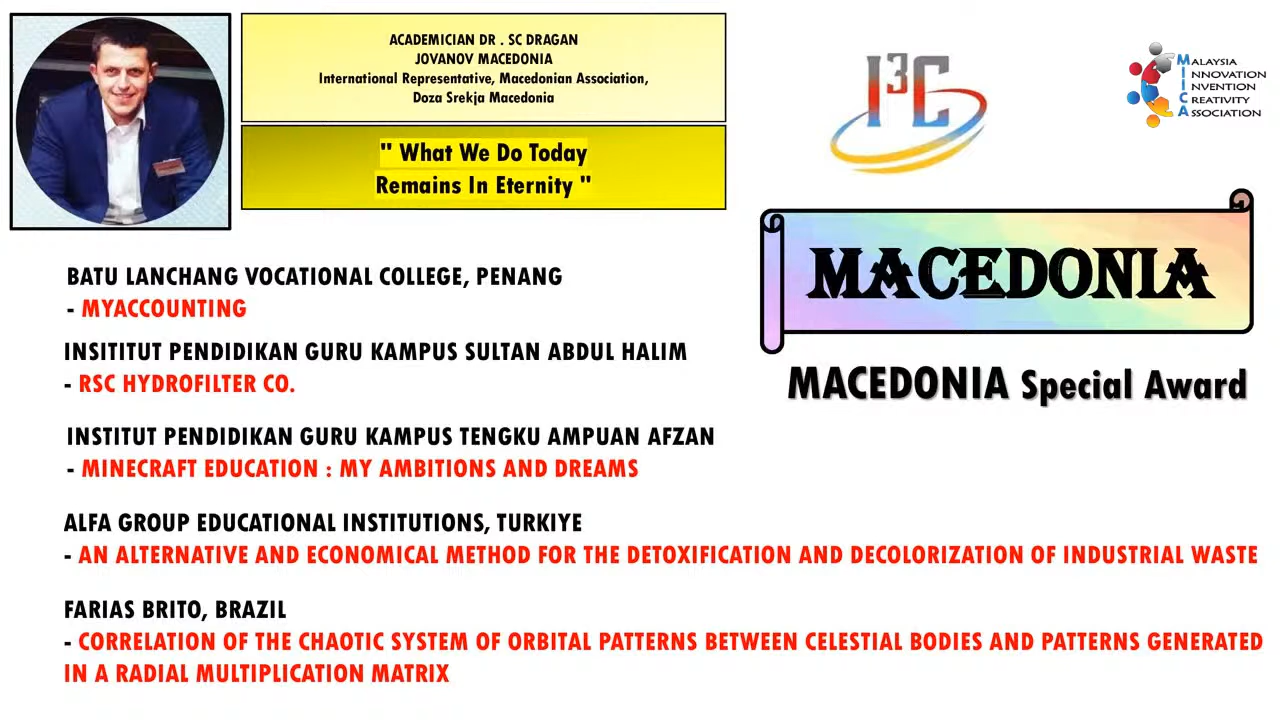 ACADEMICIAN DR . SC DRAGAN
JOVANOV MACEDONIA
International Representative, Macedonian Association,
Doza Srekja Macedonia
" What We Do Today
Remains In Eternity "
I3C
MALAYSIA
INNOVATION
INVENTION
CREATIVITY
ASSOCIATION
MACEDONIA
MACEDONIA Special Award
BATU LANCHANG VOCATIONAL COLLEGE, PENANG
- MYACCOUNTING
INSITITUT PENDIDIKAN GURU KAMPUS SULTAN ABDUL HALIM
- RSC HYDROFILTER CO.
INSTITUT PENDIDIKAN GURU KAMPUS TENGKU AMPUAN AFZAN
- MINECRAFT EDUCATION : MY AMBITIONS AND DREAMS
ALFA GROUP EDUCATIONAL INSTITUTIONS, TURKIYE
- AN ALTERNATIVE AND ECONOMICAL METHOD FOR THE DETOXIFICATION AND DECOLORIZATION OF INDUSTRIAL WASTE
FARIAS BRITO, BRAZIL
- CORRELATION OF THE CHAOTIC SYSTEM OF ORBITAL PATTERNS BETWEEN CELESTIAL BODIES AND PATTERNS GENERATED
IN A RADIAL MULTIPLICATION MATRIX